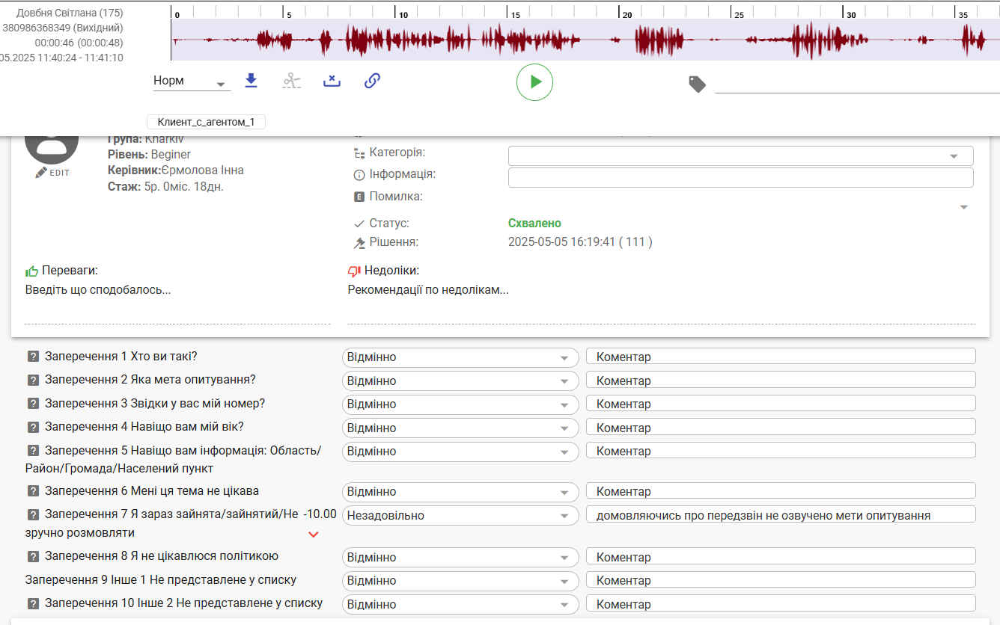 Довбня Світлана (175)
380986368349 (Вихідний)
00:00:46 (00:00:48)
05.2025 11:40:24 - 11:41:10
0 5 10 15 20 25 30 35
Норм
Клиент_с_агентом_1
Група: Kharkiv
Рівень: Beginer
Керівник:Єрмолова Інна
Стаж: 5р. 0міс. 18дн.
EDIT
Категорія:
Інформація:
E Помилка:
Статус: Схвалено
Рішення: 2025-05-05 16:19:41 ( 111 )
Переваги:
Введіть що сподобалось...
Недоліки:
Рекомендації по недолікам...
? Заперечення 1 Хто ви такі? Відмінно Коментар
? Заперечення 2 Яка мета опитування? Відмінно Коментар
? Заперечення 3 Звідки у вас мій номер? Відмінно Коментар
? Заперечення 4 Навіщо вам мій вік? Відмінно Коментар
? Заперечення 5 Навіщо вам інформація: Область/ Відмінно Коментар
Район/Громада/Населений пункт
? Заперечення 6 Мені ця тема не цікава Відмінно Коментар
? Заперечення 7 Я зараз зайнята/зайнятий/Не -10.00 Незадовільно домовляючись про передзвін не озвучено мети опитування
зручно розмовляти
? Заперечення 8 Я не цікавлюся політикою Відмінно Коментар
Заперечення 9 Інше 1 Не представлене у списку Відмінно Коментар
? Заперечення 10 Інше 2 Не представлене у списку Відмінно Коментар